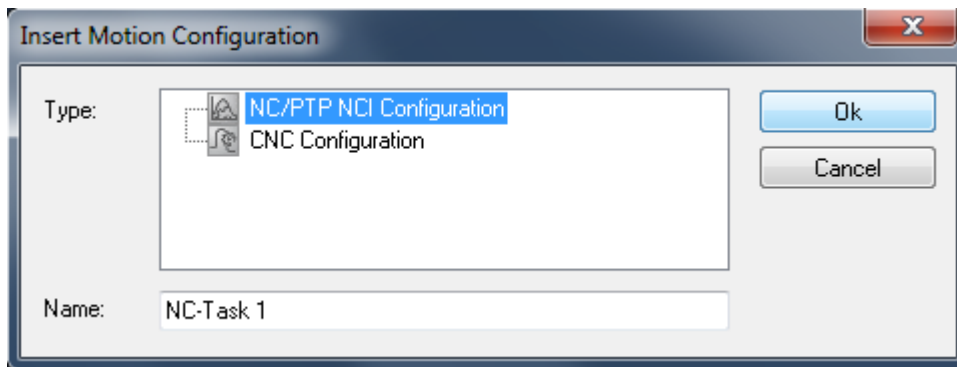 Insert Motion Configuration
Type:
NC/PTP NCI Configuration
CNC Configuration
Ok
Cancel
Name:
NC-Task 1